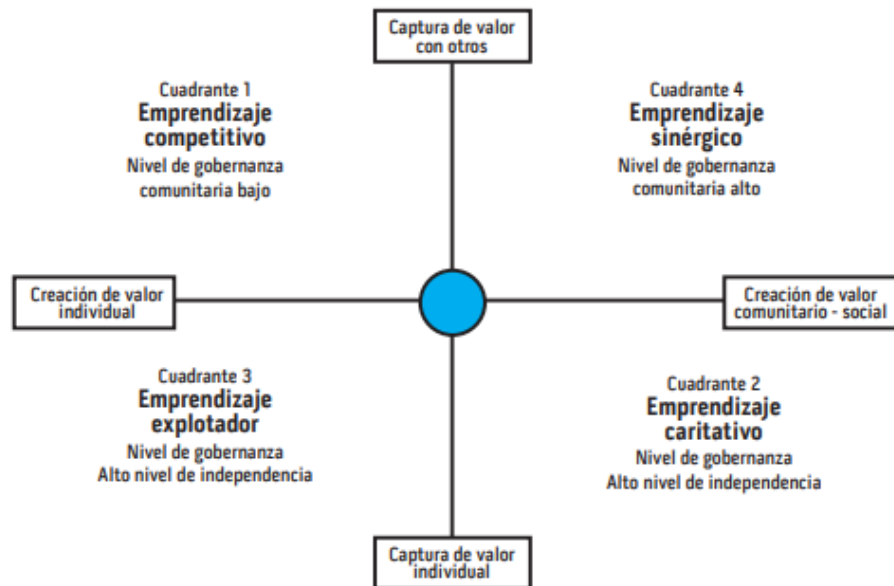 Captura de valor
con otros
Cuadrante 1
Emprendizaje
competitivo
Nivel de gobernanza
comunitaria bajo
Cuadrante 4
Emprendizaje
sinérgico
Nivel de gobernanza
comunitaria alto
Creación de valor
individual
Creación de valor
comunitario - social
Cuadrante 3
Emprendizaje
explotador
Nivel de gobernanza
Alto nivel de independencia
Cuadrante 2
Emprendizaje
caritativo
Nivel de gobernanza
Alto nivel de independencia
Captura de valor
individual